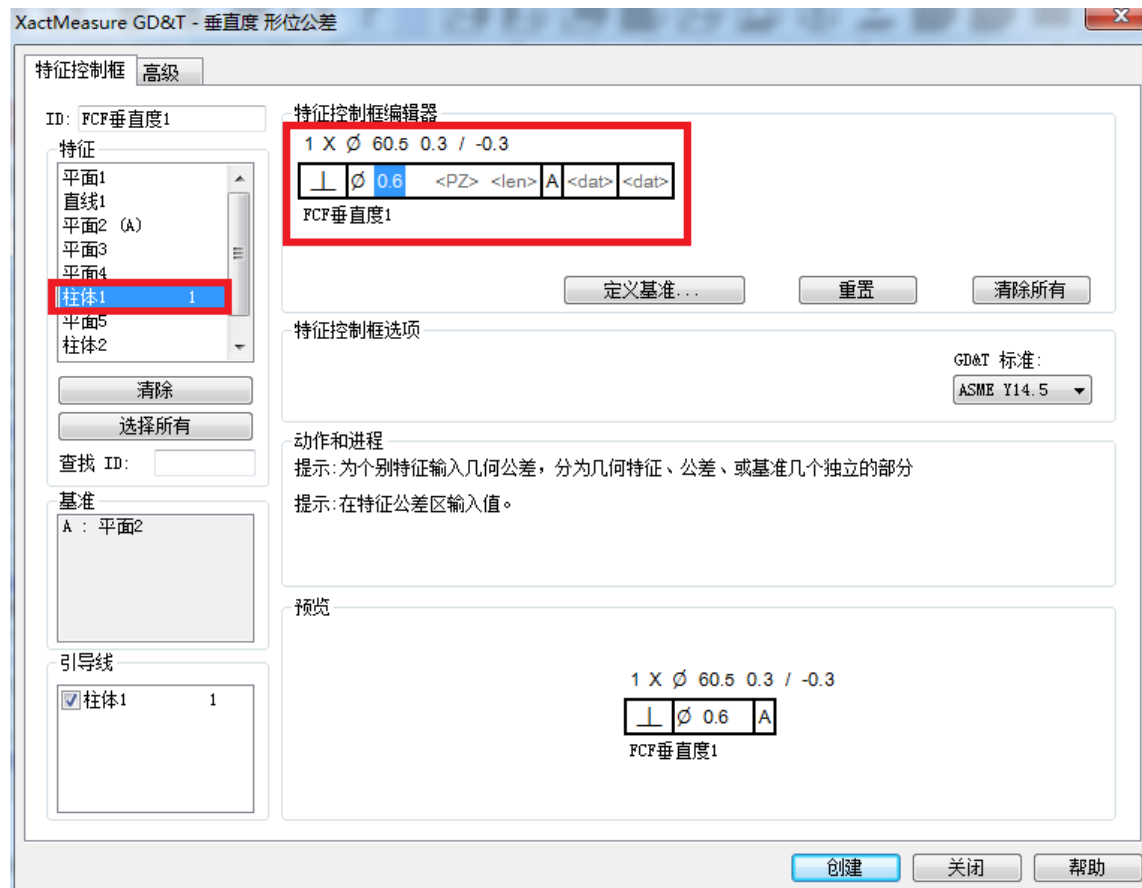 XactMeasure GD&T - 垂直度 形位公差
特征控制框
高级
ID: FCF垂直度1
特征
平面1
直线1
平面2 (A)
平面3
平面4
柱体1 1
平面5
柱体2
清除
选择所有
查找 ID:
基准
A : 平面2
引导线
柱体1 1
特征控制框编辑器
1 X Ø 60.5 0.3 / -0.3
⊥ Ø 0.6 <PZ> <len> A <dat> <dat>
FCF垂直度1
定义基准...
重置
清除所有
特征控制框选项
GD&T 标准:
ASME Y14.5
动作和进程
提示:为个别特征输入几何公差，分为几何特征、公差、或基准几个独立的部分
提示:在特征公差区输入值。
预览
1 X Ø 60.5 0.3 / -0.3
⊥ Ø 0.6 A
FCF垂直度1
创建
关闭
帮助